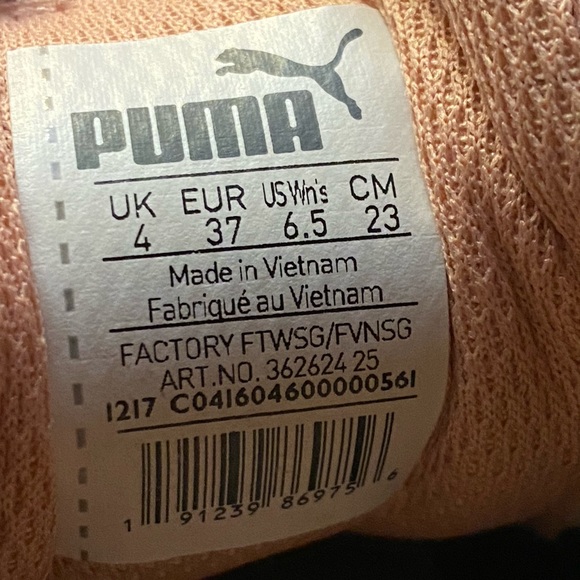 PUMA
UK EUR US Wn's CM
4 37 6.5 23
Made in Vietnam
Fabriqué au Vietnam
FACTORY FTWSG/FVNSG
ART.NO. 362624 25
1217 C041604600000561
1 91239 86975 6